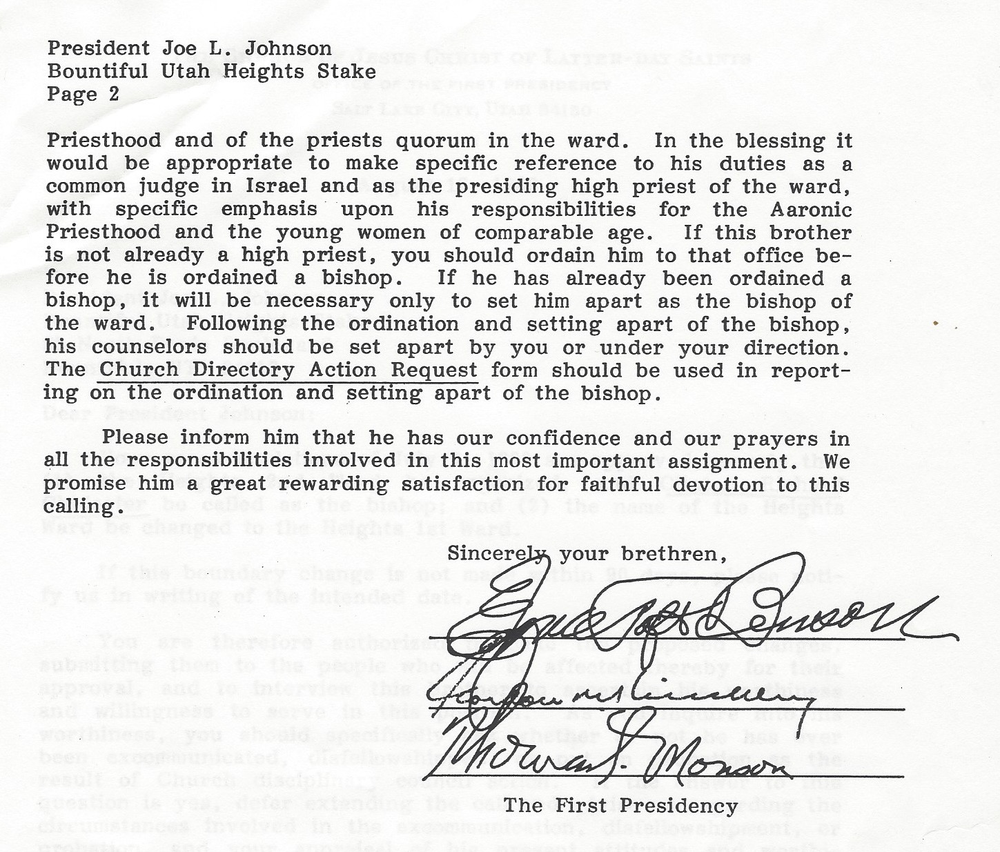 President Joe L. Johnson
Bountiful Utah Heights Stake
Page 2
Priesthood and of the priests quorum in the ward. In the blessing it
would be appropriate to make specific reference to his duties as a
common judge in Israel and as the presiding high priest of the ward,
with specific emphasis upon his responsibilities for the Aaronic
Priesthood and the young women of comparable age. If this brother
is not already a high priest, you should ordain him to that office be-
fore he is ordained a bishop. If he has already been ordained a
bishop, it will be necessary only to set him apart as the bishop of
the ward. Following the ordination and setting apart of the bishop,
his counselors should be set apart by you or under your direction.
The Church Directory Action Request form should be used in report-
ing on the ordination and setting apart of the bishop.
Please inform him that he has our confidence and our prayers in
all the responsibilities involved in this most important assignment. We
promise him a great rewarding satisfaction for faithful devotion to this
calling.
Sincerely your brethren,
Ezra Taft Benson
Gordon B. Hinckley
Thomas S. Monson
The First Presidency